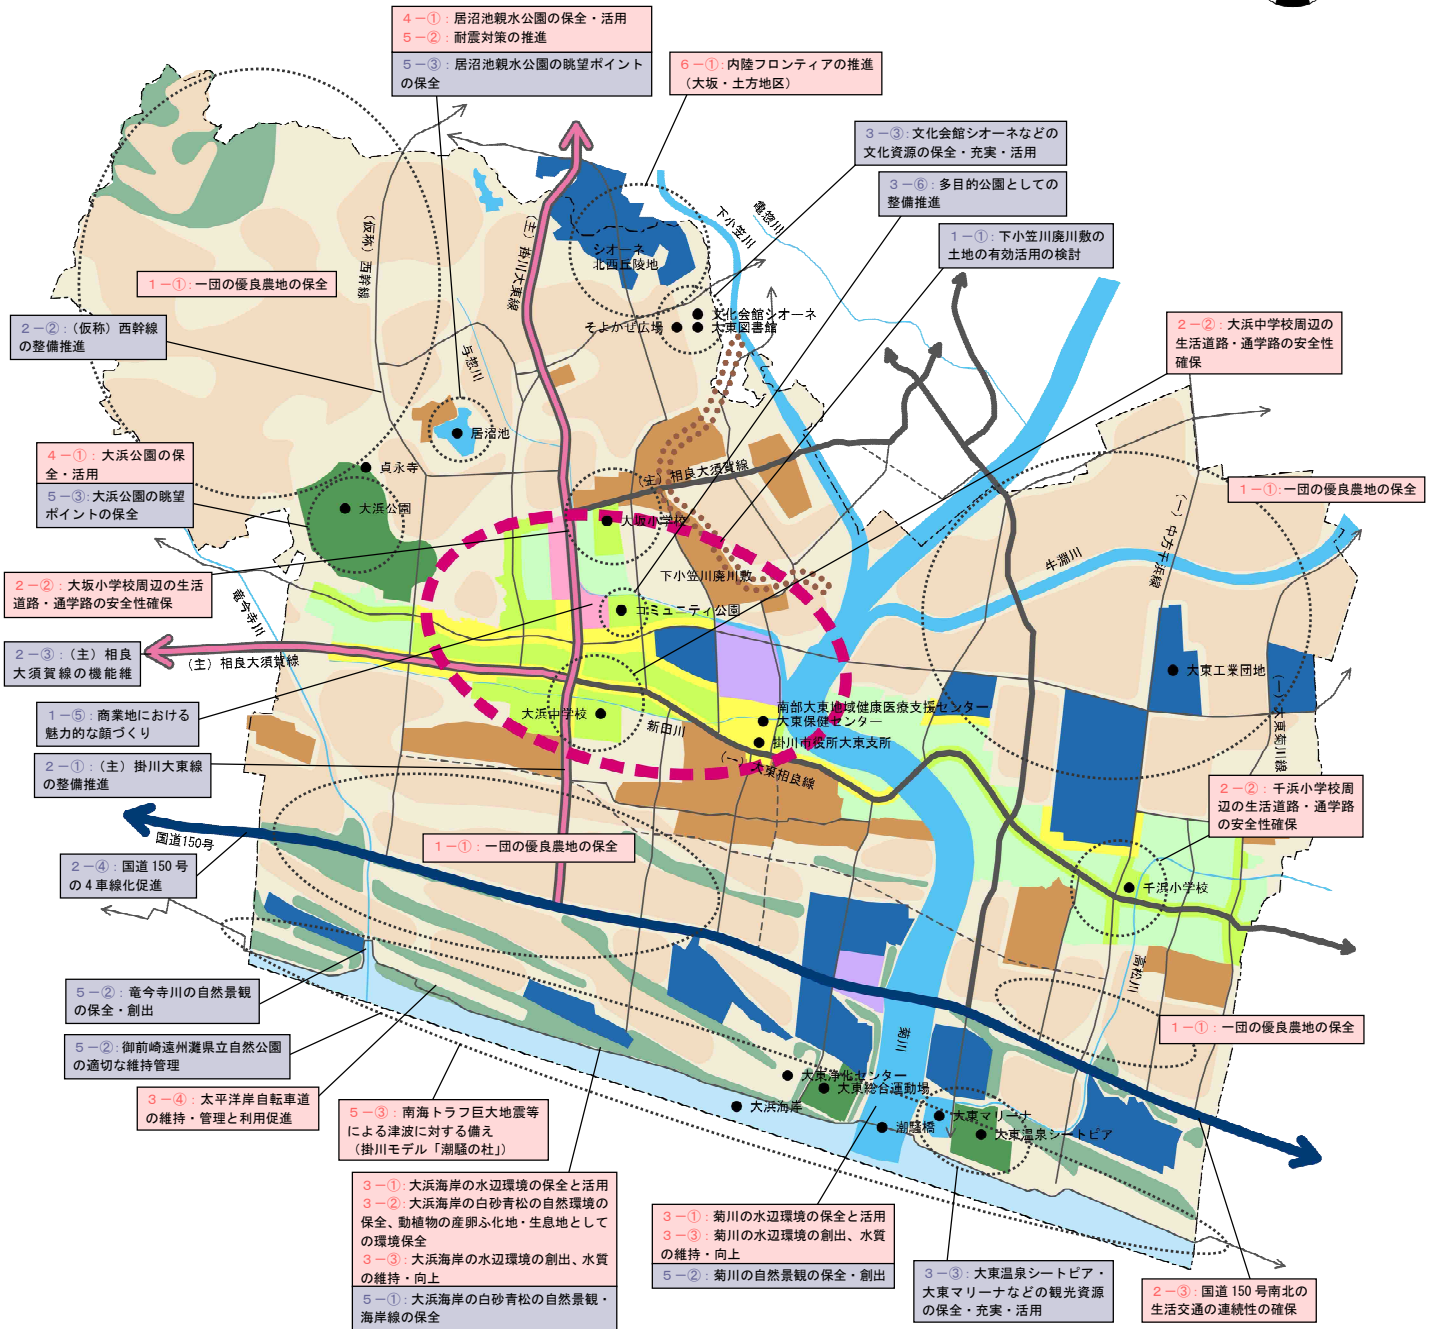 4－①：居沼池親水公園の保全・活用
5－②：耐震対策の推進
5－③：居沼池親水公園の眺望ポイント
の保全
6－①：内陸フロンティアの推進
（大坂・土方地区）
3－③：文化会館シオーネなどの
文化資源の保全・充実・活用
3－⑥：多目的公園としての
整備推進
1－①：下小笠川廃川敷の
土地の有効活用の検討
亀惣川
下小笠川
（仮称）西幹線
（主）掛川大東線
シオーネ
北西丘陵地
1－①：一団の優良農地の保全
文化会館シオーネ
そよかぜ広場
大東図書館
2－②：（仮称）西幹線
の整備推進
2－②：大浜中学校周辺の
生活道路・通学路の安全性
確保
与惣川
居沼池
4－①：大浜公園の保
全・活用
5－③：大浜公園の眺望
ポイントの保全
貞永寺
大浜公園
（主）相良大須賀線
1－①：一団の優良農地の保全
（一）中方千浜線
大坂小学校
牛淵川
2－②：大坂小学校周辺の生活
道路・通学路の安全性確保
下小笠川廃川敷
竜今寺川
コミュニティ公園
2－③：（主）相良
大須賀線の機能維
（主）相良大須賀線
大東工業団地
1－⑤：商業地における
魅力的な顔づくり
大浜中学校
新田川
南部大東地域健康医療支援センター
大東保健センター
掛川市役所大東支所
（一）大東菊川線
2－①：（主）掛川大東線
の整備推進
（一）大東相良線
2－②：千浜小学校周
辺の生活道路・通学路
の安全性確保
国道150号
1－①：一団の優良農地の保全
2－④：国道150号
の4車線化促進
千浜小学校
高松川
5－②：竜今寺川の自然景観
の保全・創出
1－①：一団の優良農地の保全
菊川
5－②：御前崎遠州灘県立自然公園
の適切な維持管理
大東浄化センター
大東総合運動場
3－④：太平洋岸自転車道
の維持・管理と利用促進
5－③：南海トラフ巨大地震等
による津波に対する備え
（掛川モデル「潮騒の杜」）
大浜海岸
潮騒橋
大東マリーナ
大東温泉シートピア
3－①：大浜海岸の水辺環境の保全と活用
3－②：大浜海岸の白砂青松の自然環境の
保全、動植物の産卵ふ化地・生息地として
の環境保全
3－③：大浜海岸の水辺環境の創出、水質
の維持・向上
5－①：大浜海岸の白砂青松の自然景観・
海岸線の保全
3－①：菊川の水辺環境の保全と活用
3－③：菊川の水辺環境の創出、水質
の維持・向上
5－②：菊川の自然景観の保全・創出
3－③：大東温泉シートピア・
大東マリーナなどの観光資源
の保全・充実・活用
2－③：国道150号南北の
生活交通の連続性の確保